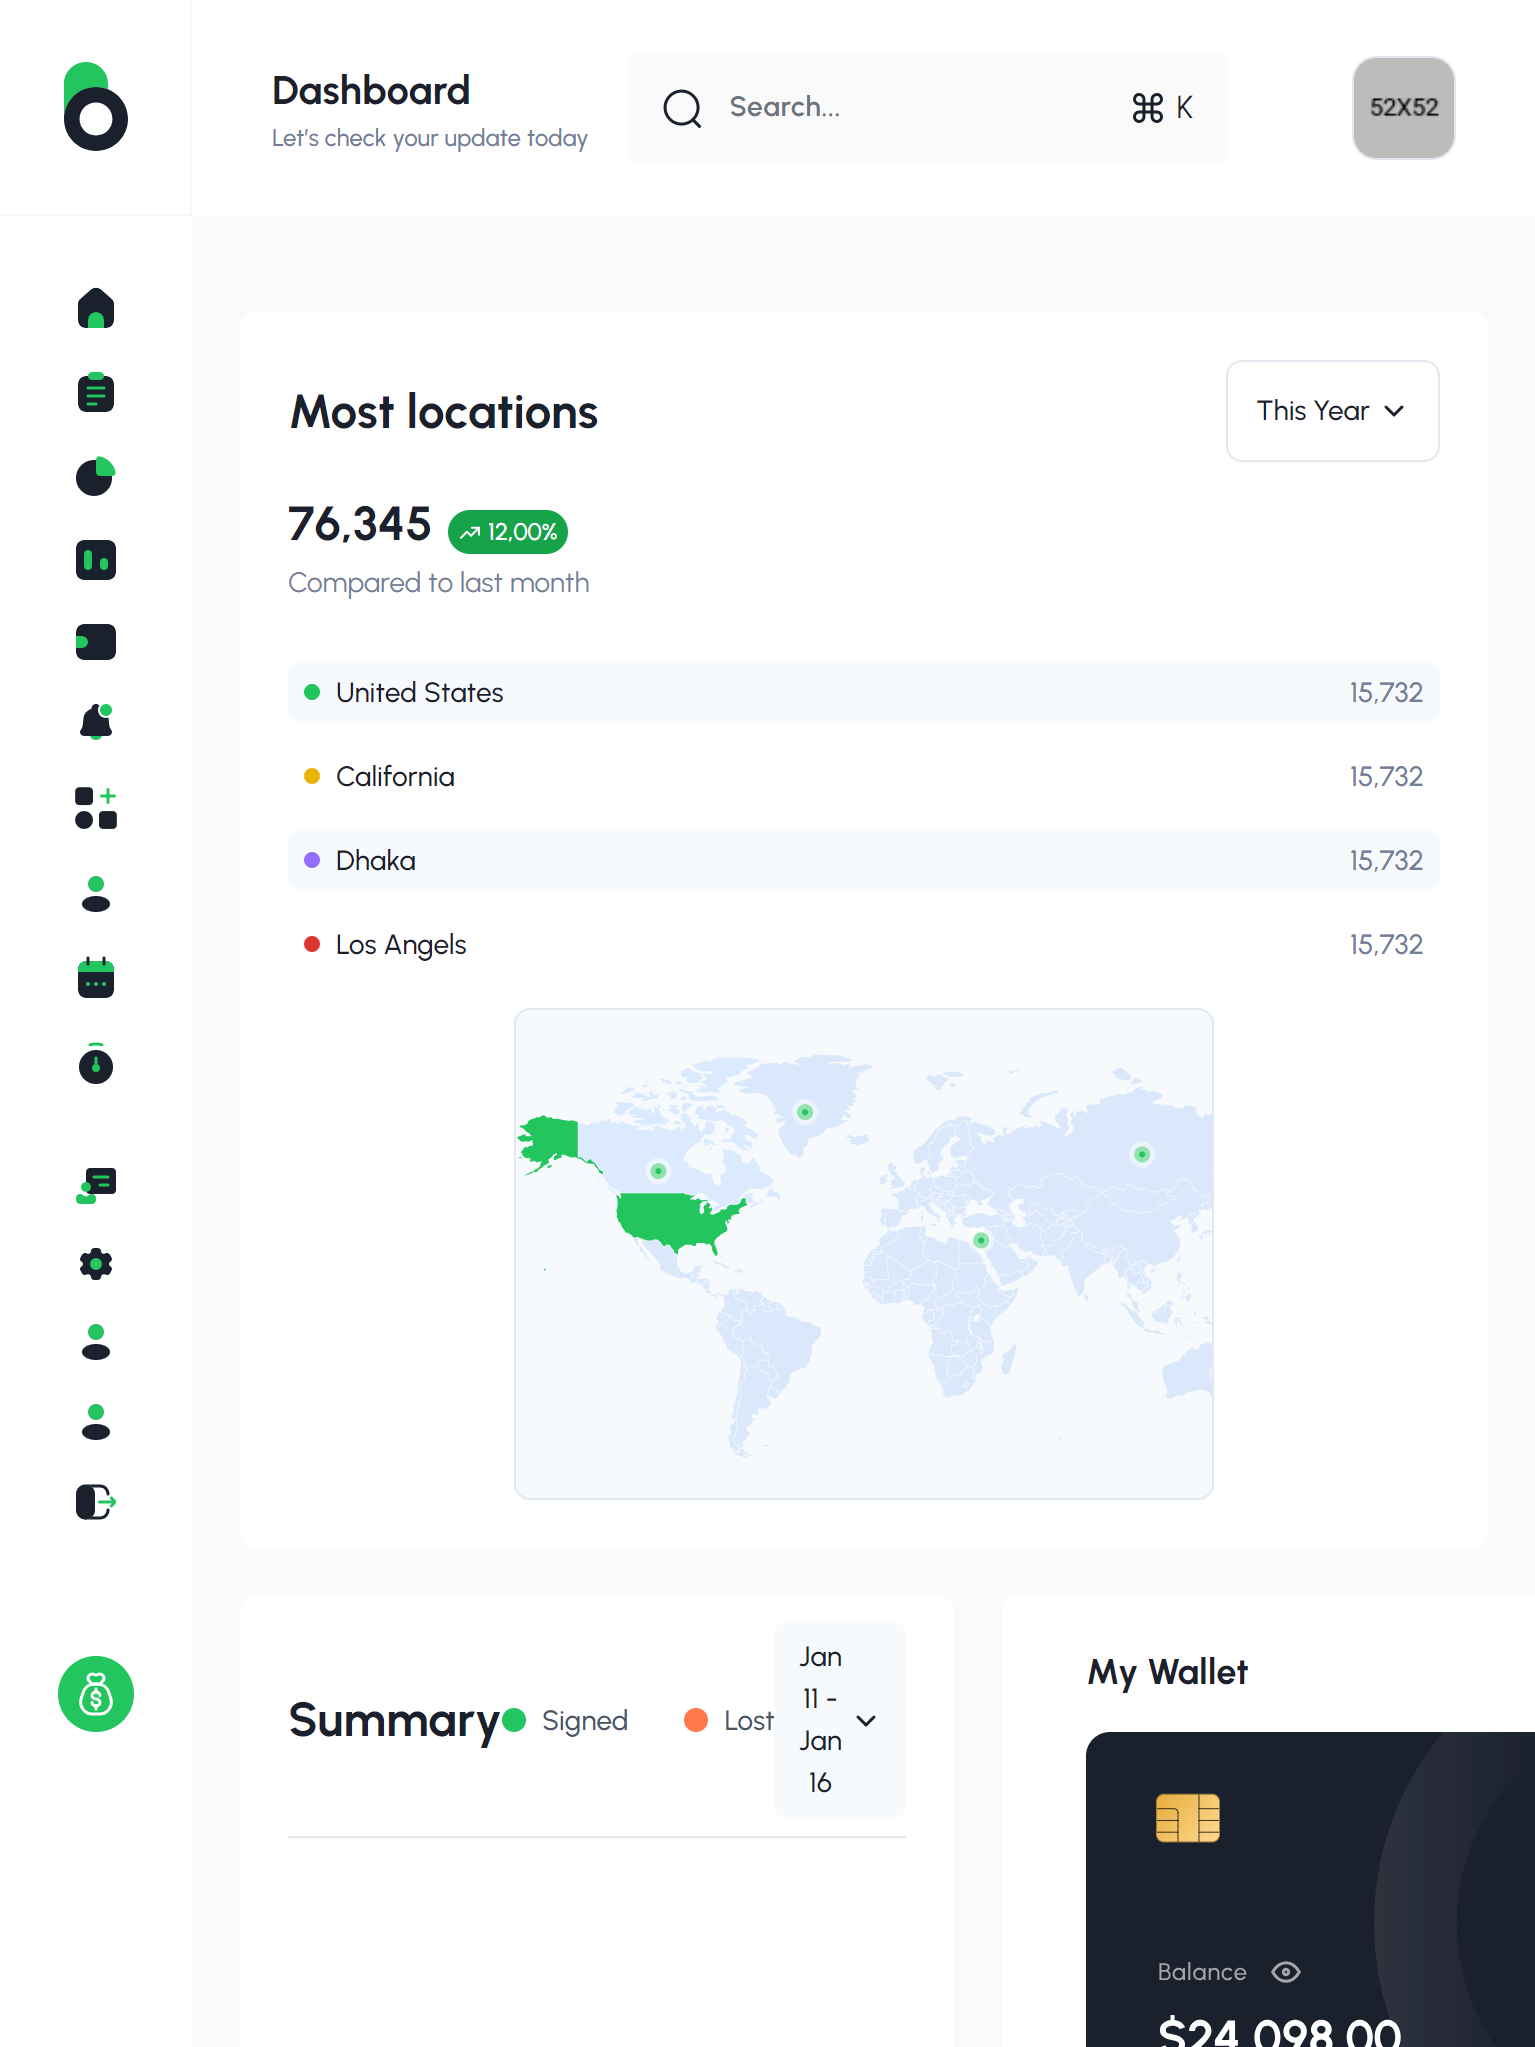 Dashboard
Let's check your update today
Search...
⌘ K
52X52
Most locations
This Year
76,345
12,00%
Compared to last month
United States 15,732
California 15,732
Dhaka 15,732
Los Angels 15,732
Summary
Signed
Lost
Jan
11 -
Jan
16
My Wallet
Balance
$24,098.00